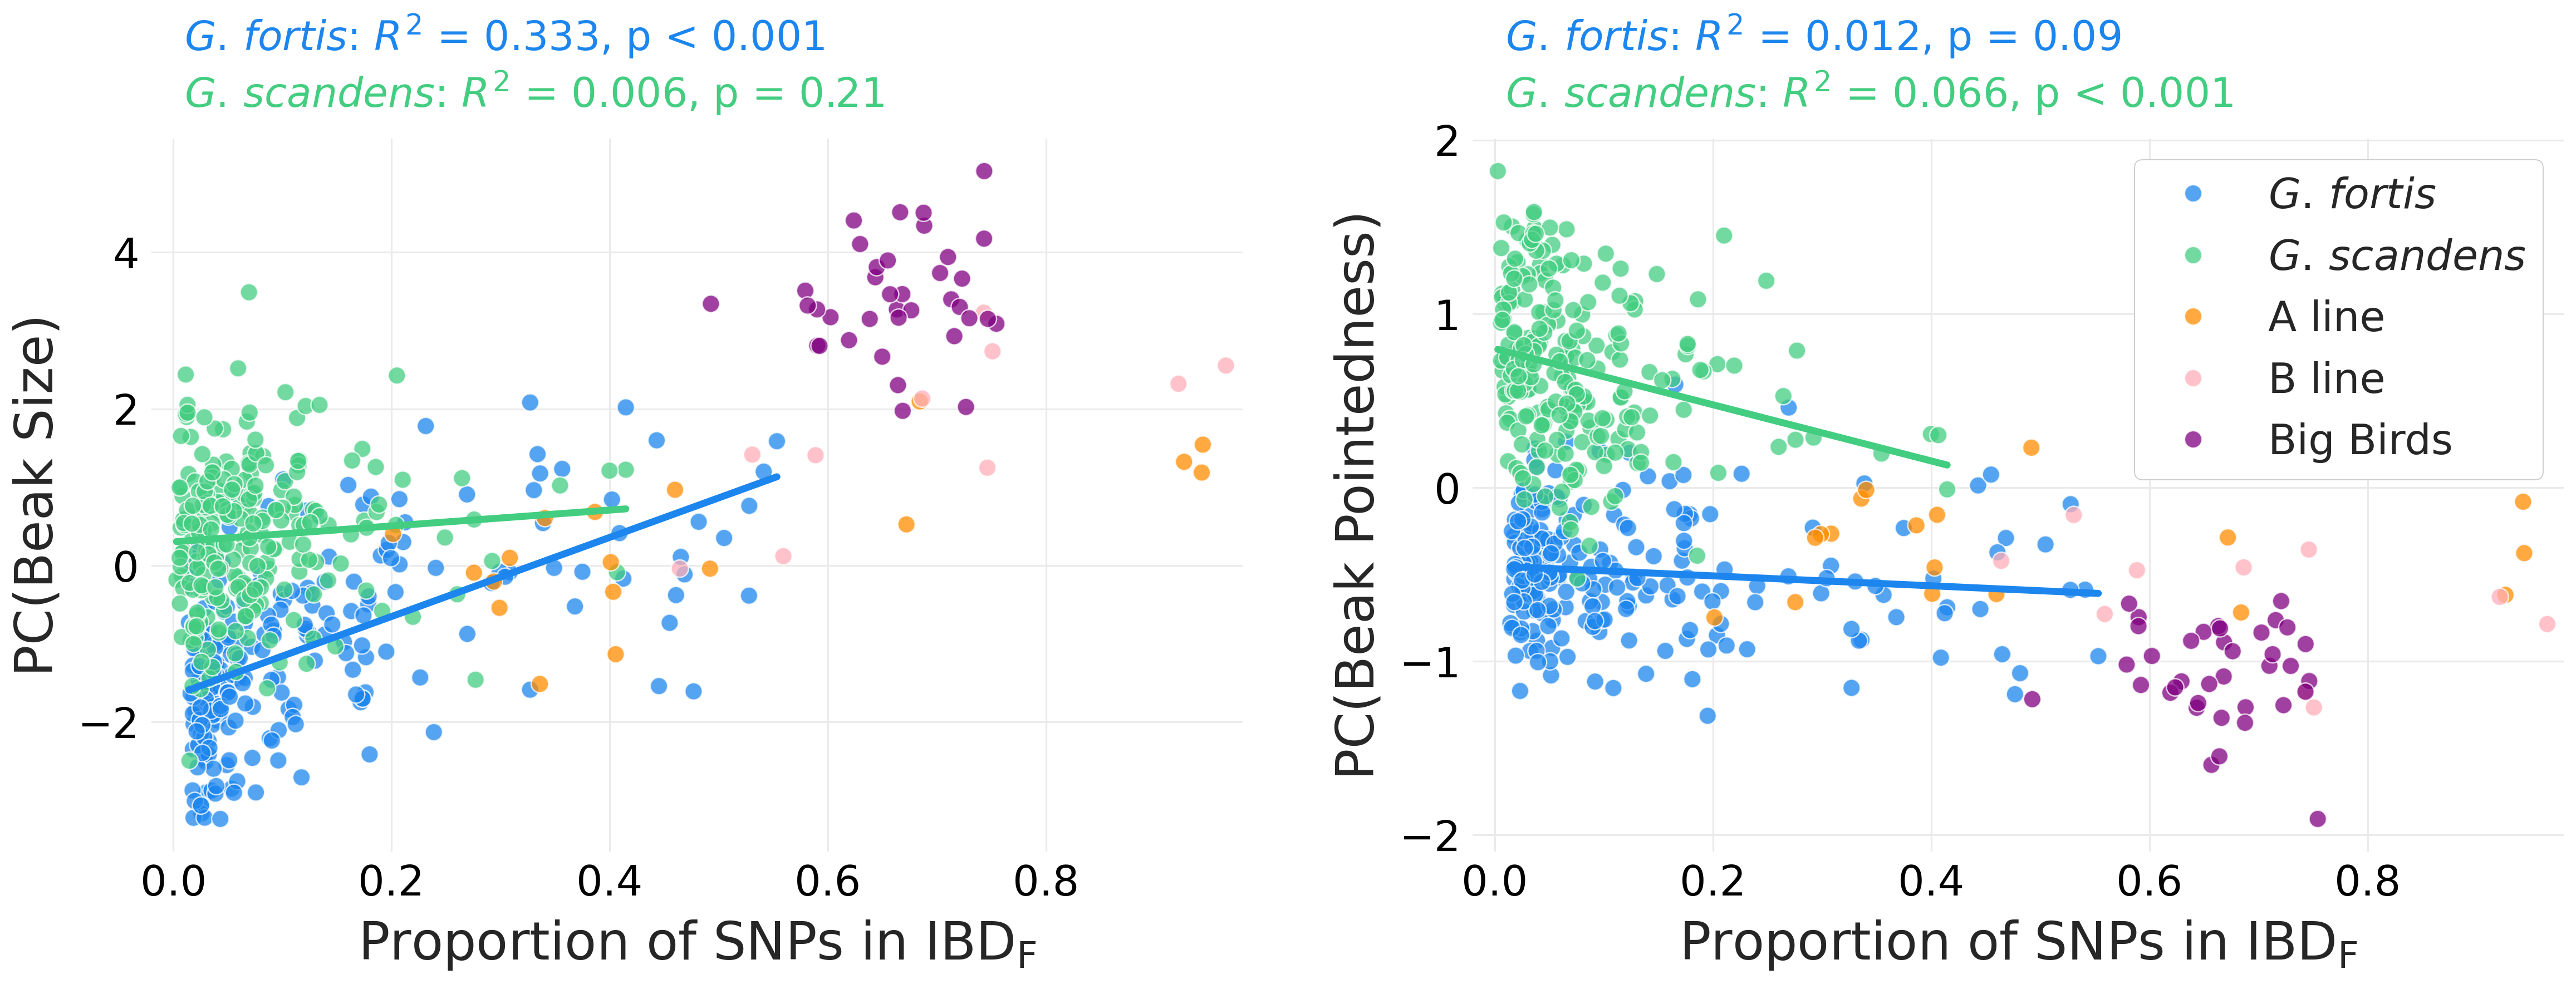 G. fortis: R² = 0.333, p < 0.001
G. scandens: R² = 0.006, p = 0.21
PC(Beak Size)
4
2
0
−2
0.0 0.2 0.4 0.6 0.8
Proportion of SNPs in IBD_F
G. fortis: R² = 0.012, p = 0.09
G. scandens: R² = 0.066, p < 0.001
PC(Beak Pointedness)
2
1
0
−1
−2
G. fortis
G. scandens
A line
B line
Big Birds
0.0 0.2 0.4 0.6 0.8
Proportion of SNPs in IBD_F